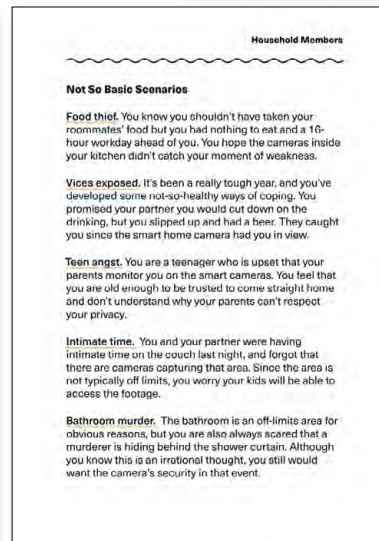 Household Members
Not So Basic Scenarios
Food thief. You know you shouldn't have taken your
roommates' food but you had nothing to eat and a 16-
hour workday ahead of you. You hope the cameras inside
your kitchen didn't catch your moment of weakness.
Vices exposed. It's been a really tough year, and you've
developed some not-so-healthy ways of coping. You
promised your partner you would cut down on the
drinking, but you slipped up and had a beer. They caught
you since the smart home camera had you in view.
Teen angst. You are a teenager who is upset that your
parents monitor you on the smart cameras. You feel that
you are old enough to be trusted to come straight home
and don't understand why your parents can't respect
your privacy.
Intimate time. You and your partner were having
intimate time on the couch last night, and forgot that
there are cameras capturing that area. Since the area is
not typically off limits, you worry your kids will be able to
access the footage.
Bathroom murder. The bathroom is an off-limits area for
obvious reasons, but you are also always scared that a
murderer is hiding behind the shower curtain. Although
you know this is an irrational thought, you still would
want the camera's security in that event.